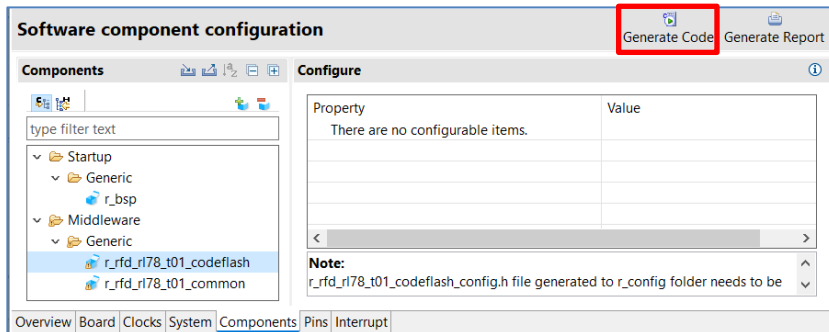 Software component configuration
Generate Code Generate Report
Components
Configure
type filter text
Startup
Generic
r_bsp
Middleware
Generic
r_rfd_rl78_t01_codeflash
r_rfd_rl78_t01_common
Property Value
There are no configurable items.
Note:
r_rfd_rl78_t01_codeflash_config.h file generated to r_config folder needs to be
Overview Board Clocks System Components Pins Interrupt